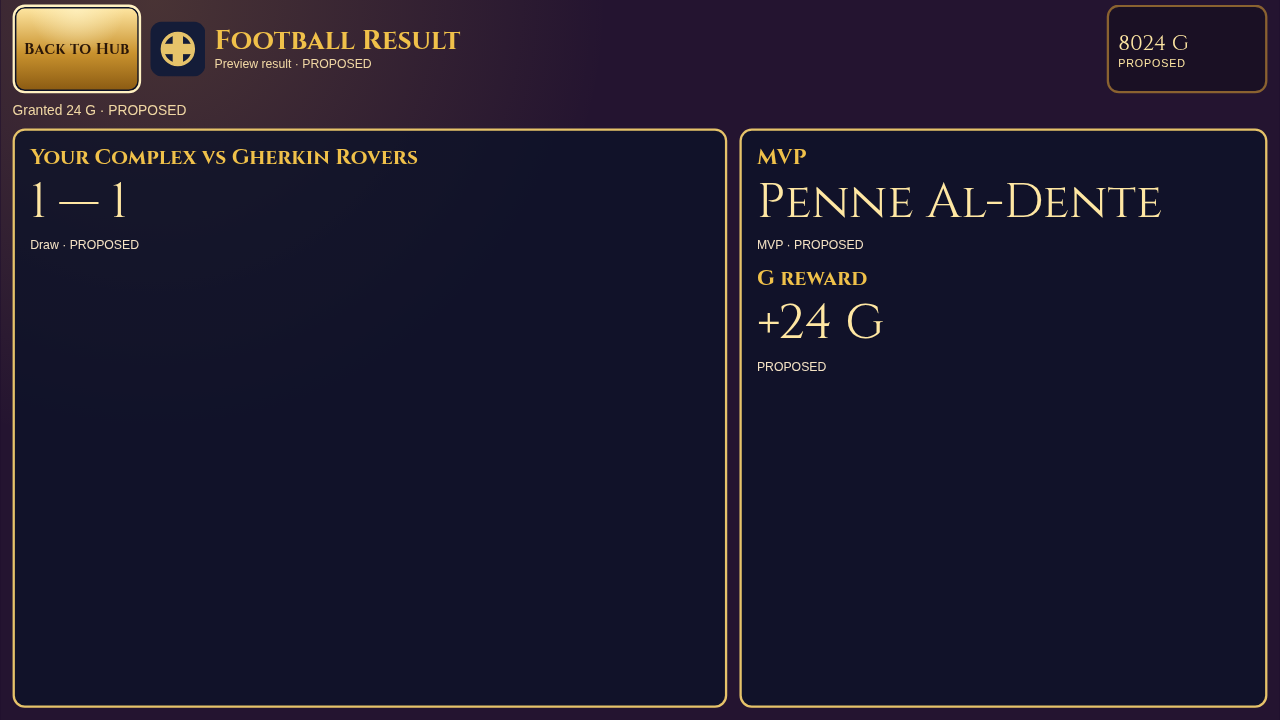 Back to Hub
Football Result
Preview result · PROPOSED
8024 G
PROPOSED
Granted 24 G · PROPOSED
Your Complex vs Gherkin Rovers
1 — 1
Draw · PROPOSED
MVP
Penne Al-Dente
MVP · PROPOSED
G reward
+24 G
PROPOSED